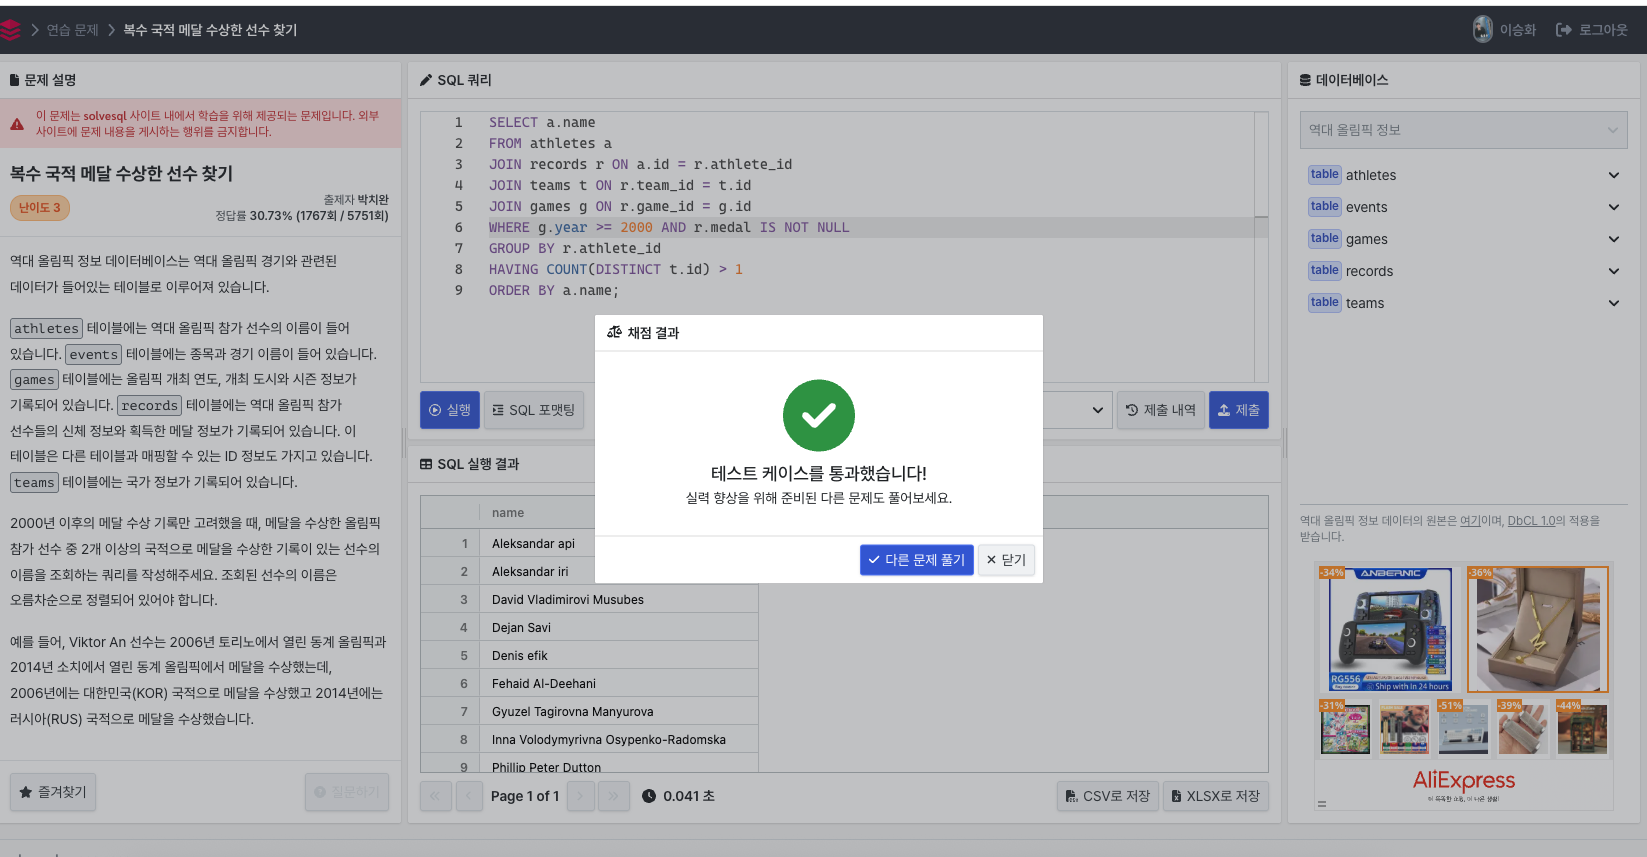 연습 문제
복수 국적 메달 수상한 선수 찾기
이승화
로그아웃
문제 설명
이 문제는 solvesql 사이트 내에서 학습을 위해 제공되는 문제입니다. 외부
사이트에 문제 내용을 게시하는 행위를 금지합니다.
복수 국적 메달 수상한 선수 찾기
난이도 3
출제자 박치완
정답률 30.73% (1767회 / 5751회)
역대 올림픽 정보 데이터베이스는 역대 올림픽 경기와 관련된
데이터가 들어있는 테이블로 이루어져 있습니다.
athletes 테이블에는 역대 올림픽 참가 선수의 이름이 들어
있습니다. events 테이블에는 종목과 경기 이름이 들어 있습니다.
games 테이블에는 올림픽 개최 연도, 개최 도시와 시즌 정보가
기록되어 있습니다. records 테이블에는 역대 올림픽 참가
선수들의 신체 정보와 획득한 메달 정보가 기록되어 있습니다. 이
테이블은 다른 테이블과 매핑할 수 있는 ID 정보도 가지고 있습니다.
teams 테이블에는 국가 정보가 기록되어 있습니다.
2000년 이후의 메달 수상 기록만 고려했을 때, 메달을 수상한 올림픽
참가 선수 중 2개 이상의 국적으로 메달을 수상한 기록이 있는 선수의
이름을 조회하는 쿼리를 작성해주세요. 조회된 선수의 이름은
오름차순으로 정렬되어 있어야 합니다.
예를 들어, Viktor An 선수는 2006년 토리노에서 열린 동계 올림픽과
2014년 소치에서 열린 동계 올림픽에서 메달을 수상했는데,
2006년에는 대한민국(KOR) 국적으로 메달을 수상했고 2014년에는
러시아(RUS) 국적으로 메달을 수상했습니다.
즐겨찾기
질문하기
SQL 쿼리
1 SELECT a.name
2 FROM athletes a
3 JOIN records r ON a.id = r.athlete_id
4 JOIN teams t ON r.team_id = t.id
5 JOIN games g ON r.game_id = g.id
6 WHERE g.year >= 2000 AND r.medal IS NOT NULL
7 GROUP BY r.athlete_id
8 HAVING COUNT(DISTINCT t.id) > 1
9 ORDER BY a.name;
실행
SQL 포맷팅
제출 내역
제출
채점 결과
테스트 케이스를 통과했습니다!
실력 향상을 위해 준비된 다른 문제도 풀어보세요.
다른 문제 풀기
닫기
SQL 실행 결과
name
1 Aleksandar api
2 Aleksandar iri
3 David Vladimirovi Musubes
4 Dejan Savi
5 Denis efik
6 Fehaid Al-Deehani
7 Gyuzel Tagirovna Manyurova
8 Inna Volodymyrivna Osypenko-Radomska
9 Phillip Peter Dutton
Page 1 of 1
0.041 초
CSV로 저장
XLSX로 저장
데이터베이스
역대 올림픽 정보
table athletes
table events
table games
table records
table teams
역대 올림픽 정보 데이터의 원본은 여기이며, DbCL 1.0의 적용을
받습니다.
-34%
ANBERNIC
RG556
Ship with in 24 hours
-36%
-31%
-51%
-39%
-44%
AliExpress